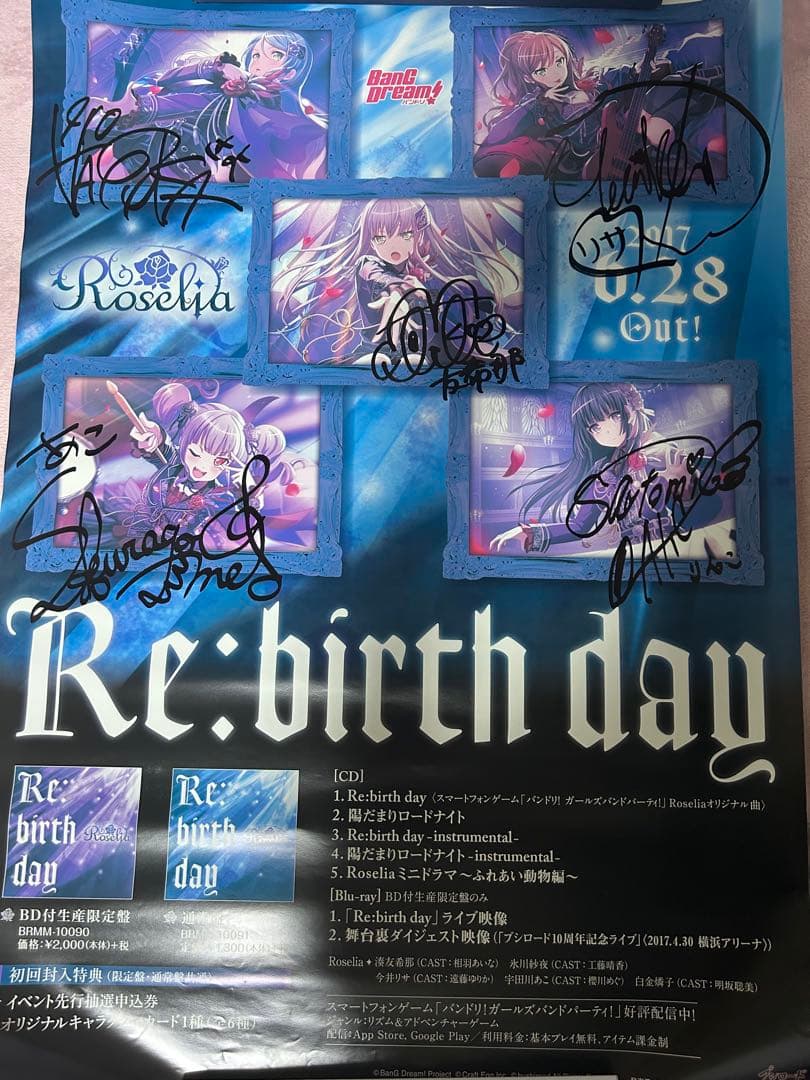 BanG
Dream!
バンドリ!
リサ
Roselia
2017
6.28
Out!
友希那
あこ
Satomi
りんこ
Re:birth day
Re:
birth
day
Roselia
Re:
birth
day
BD付生産限定盤
BRMM-10090
価格:¥2,000(本体)+税
初回封入特典(限定盤・通常盤共通)
イベント先行抽選申込券
オリジナルキャラクターカード1種(全6種)
[CD]
1. Re:birth day〈スマートフォンゲーム「バンドリ! ガールズバンドパーティ!」Roseliaオリジナル曲〉
2. 陽だまりロードナイト
3. Re:birth day -instrumental-
4. 陽だまりロードナイト -instrumental-
5. Roselia ミニドラマ ～ふれあい動物編～
[Blu-ray] BD付生産限定盤のみ
1.「Re:birth day」ライブ映像
2. 舞台裏ダイジェスト映像(「ブシロード10周年記念ライブ」〈2017.4.30 横浜アリーナ〉)
Roselia✦湊友希那(CAST:相羽あいな) 氷川紗夜(CAST:工藤晴香)
今井リサ(CAST:遠藤ゆりか) 宇田川あこ(CAST:櫻川めぐ) 白金燐子(CAST:明坂聡美)
スマートフォンゲーム「バンドリ! ガールズバンドパーティ!」好評配信中!
ジャンル:リズム&アドベンチャーゲーム
配信:App Store, Google Play/利用料金:基本プレイ無料、アイテム課金制
©BanG Dream! Project ©Craft Egg Inc.